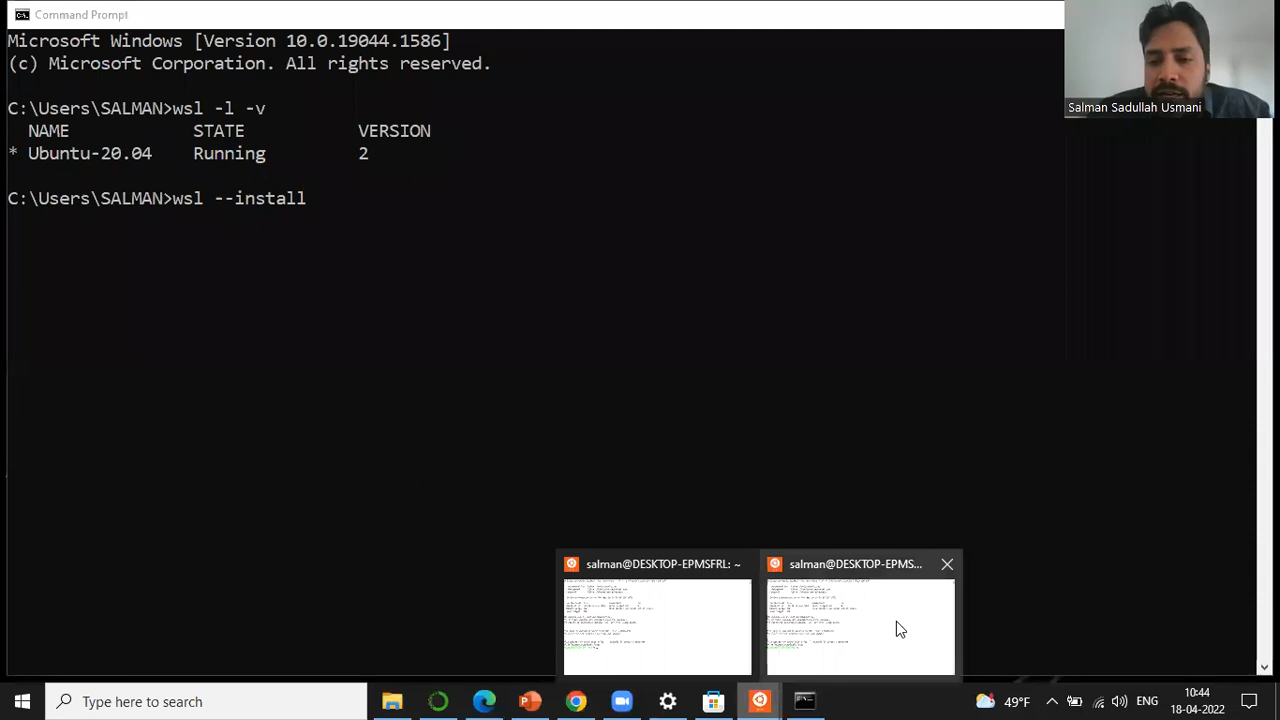 Command Prompt
Microsoft Windows [Version 10.0.19044.1586]
(c) Microsoft Corporation. All rights reserved.
C:\Users\SALMAN>wsl -l -v
NAME STATE VERSION
* Ubuntu-20.04 Running 2
C:\Users\SALMAN>wsl --install
Salman Sadullah Usmani
salman@DESKTOP-EPMSFRL: ~
salman@DESKTOP-EPMS...
Type here to search
49°F
ENG
10:44
18-04-2022